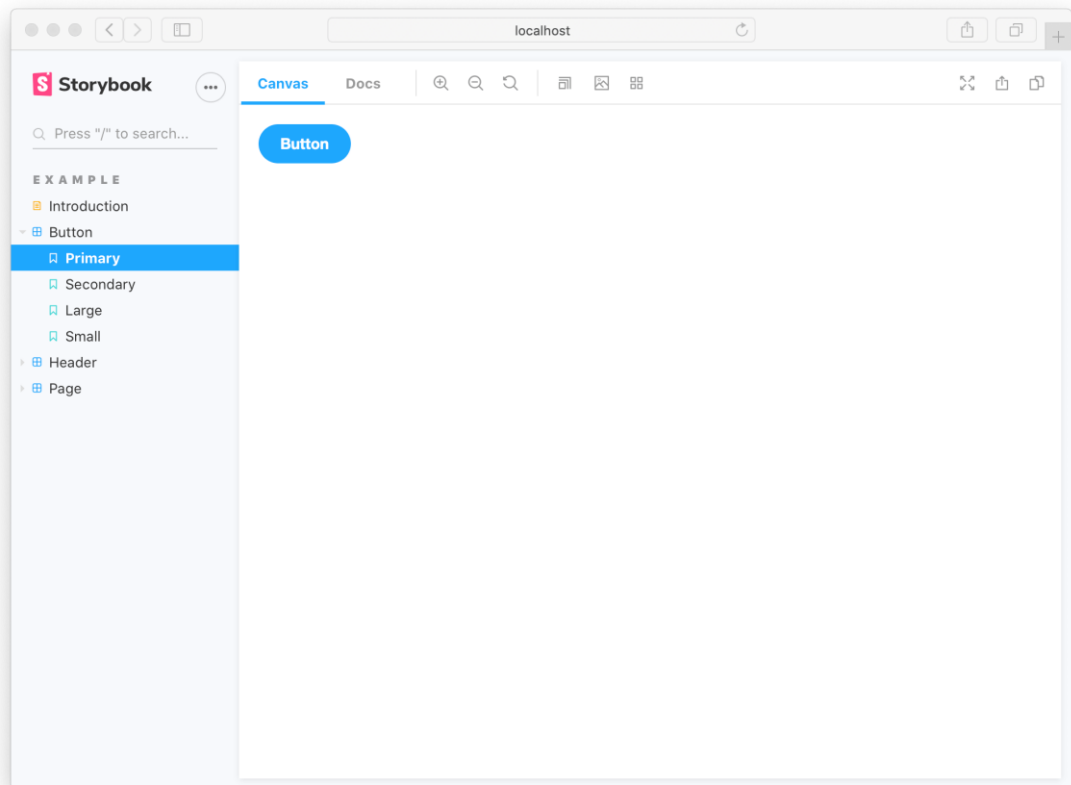 localhost
Storybook
Canvas Docs
Press "/" to search...
Button
EXAMPLE
Introduction
Button
Primary
Secondary
Large
Small
Header
Page